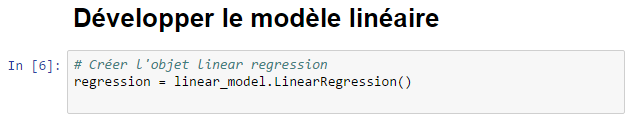 Développer le modèle linéaire
In [6]: # Créer l'objet linear regression
regression = linear_model.LinearRegression()